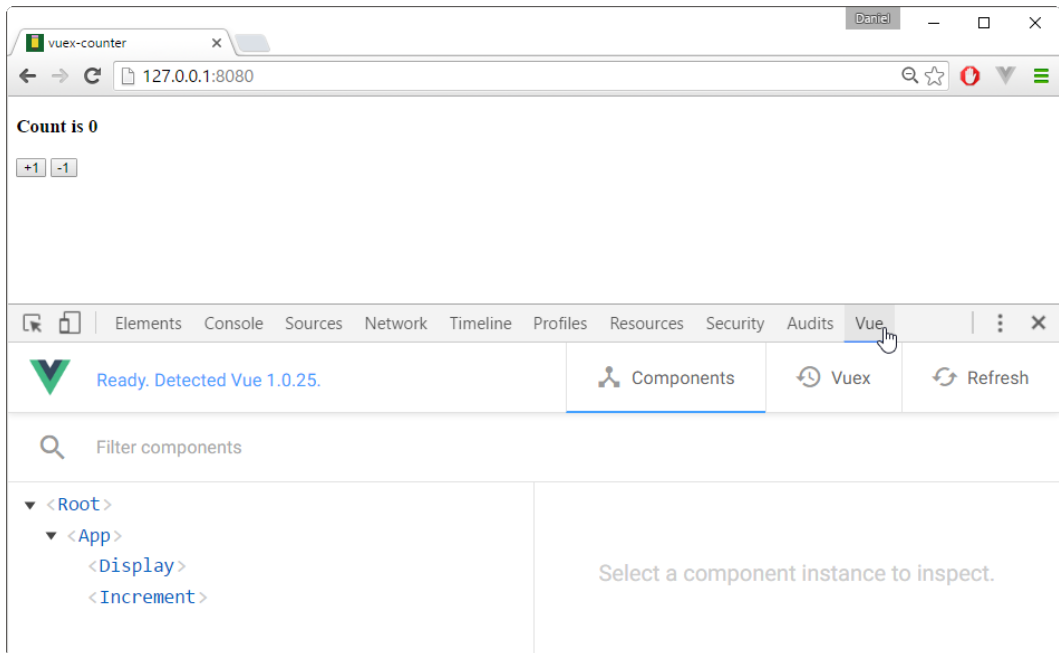 Daniel
vuex-counter
127.0.0.1:8080
Count is 0
+1 -1
Elements Console Sources Network Timeline Profiles Resources Security Audits Vue
Ready. Detected Vue 1.0.25. Components Vuex Refresh
Filter components
<Root>
<App>
<Display>
<Increment>
Select a component instance to inspect.